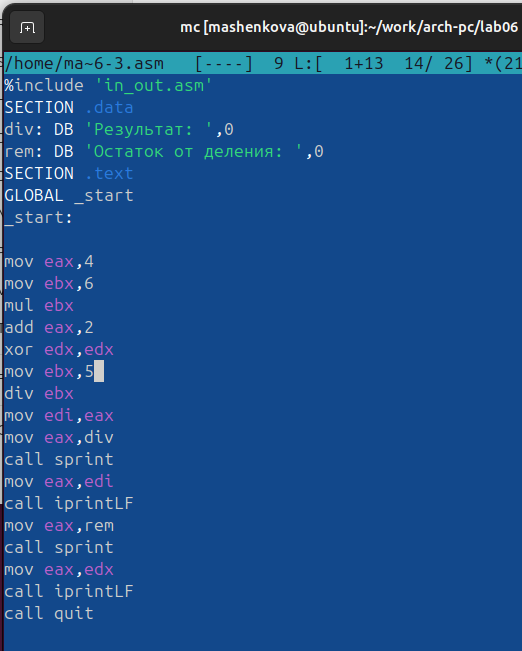 mc [mashenkova@ubuntu]:~/work/arch-pc/lab06
/home/ma~6-3.asm   [----]  9 L:[  1+13  14/ 26] *(21
%include 'in_out.asm'
SECTION .data
div: DB 'Результат: ',0
rem: DB 'Остаток от деления: ',0
SECTION .text
GLOBAL _start
_start:

mov eax,4
mov ebx,6
mul ebx
add eax,2
xor edx,edx
mov ebx,5
div ebx
mov edi,eax
mov eax,div
call sprint
mov eax,edi
call iprintLF
mov eax,rem
call sprint
mov eax,edx
call iprintLF
call quit